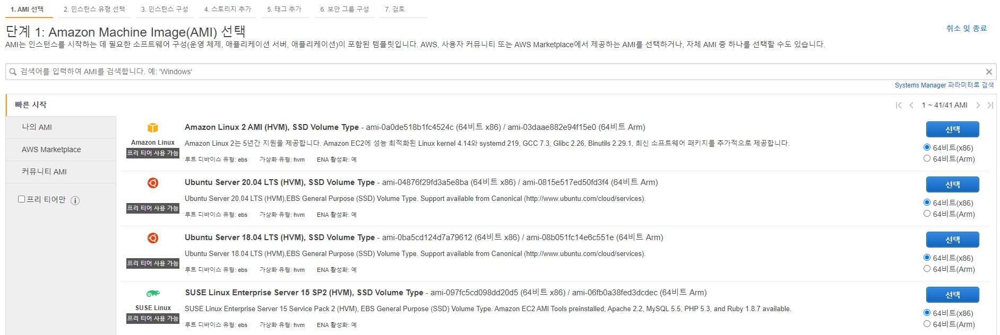 1. AMI 선택 2. 인스턴스 유형 선택 3. 인스턴스 구성 4. 스토리지 추가 5. 태그 추가 6. 보안 그룹 구성 7. 검토
단계 1: Amazon Machine Image(AMI) 선택
취소 및 종료
AMI는 인스턴스를 시작하는 데 필요한 소프트웨어 구성(운영 체제, 애플리케이션 서버, 애플리케이션)이 포함된 템플릿입니다. AWS, 사용자 커뮤니티 또는 AWS Marketplace에서 제공하는 AMI를 선택하거나, 자체 AMI 중 하나를 선택할 수도 있습니다.
검색어를 입력하여 AMI를 검색합니다. 예: 'Windows'
Systems Manager 파라미터로 검색
빠른 시작
1 ~ 41/41 AMI
나의 AMI
AWS Marketplace
커뮤니티 AMI
프리 티어만
Amazon Linux
프리 티어 사용 가능
Amazon Linux 2 AMI (HVM), SSD Volume Type - ami-0a0de518b1fc4524c (64비트 x86) / ami-03daae882e94f15e0 (64비트 Arm)
Amazon Linux 2는 5년간 지원을 제공합니다. Amazon EC2에 성능 최적화된 Linux kernel 4.14와 systemd 219, GCC 7.3, Glibc 2.26, Binutils 2.29.1, 최신 소프트웨어 패키지를 추가적으로 제공합니다.
루트 디바이스 유형: ebs 가상화 유형: hvm ENA 활성화: 예
선택
64비트(x86)
64비트(Arm)
프리 티어 사용 가능
Ubuntu Server 20.04 LTS (HVM), SSD Volume Type - ami-04876f29fd3a5e8ba (64비트 x86) / ami-0815e517ed50fd3f4 (64비트 Arm)
Ubuntu Server 20.04 LTS (HVM),EBS General Purpose (SSD) Volume Type. Support available from Canonical (http://www.ubuntu.com/cloud/services).
루트 디바이스 유형: ebs 가상화 유형: hvm ENA 활성화: 예
선택
64비트(x86)
64비트(Arm)
프리 티어 사용 가능
Ubuntu Server 18.04 LTS (HVM), SSD Volume Type - ami-0ba5cd124d7a79612 (64비트 x86) / ami-08b051fc14e6c551e (64비트 Arm)
Ubuntu Server 18.04 LTS (HVM),EBS General Purpose (SSD) Volume Type. Support available from Canonical (http://www.ubuntu.com/cloud/services).
루트 디바이스 유형: ebs 가상화 유형: hvm ENA 활성화: 예
선택
64비트(x86)
64비트(Arm)
SUSE Linux
프리 티어 사용 가능
SUSE Linux Enterprise Server 15 SP2 (HVM), SSD Volume Type - ami-097fc5cd098dd20d5 (64비트 x86) / ami-06fb0a38fed3dcdec (64비트 Arm)
SUSE Linux Enterprise Server 15 Service Pack 2 (HVM), EBS General Purpose (SSD) Volume Type. Amazon EC2 AMI Tools preinstalled; Apache 2.2, MySQL 5.5, PHP 5.3, and Ruby 1.8.7 available.
루트 디바이스 유형: ebs 가상화 유형: hvm ENA 활성화: 예
선택
64비트(x86)
64비트(Arm)